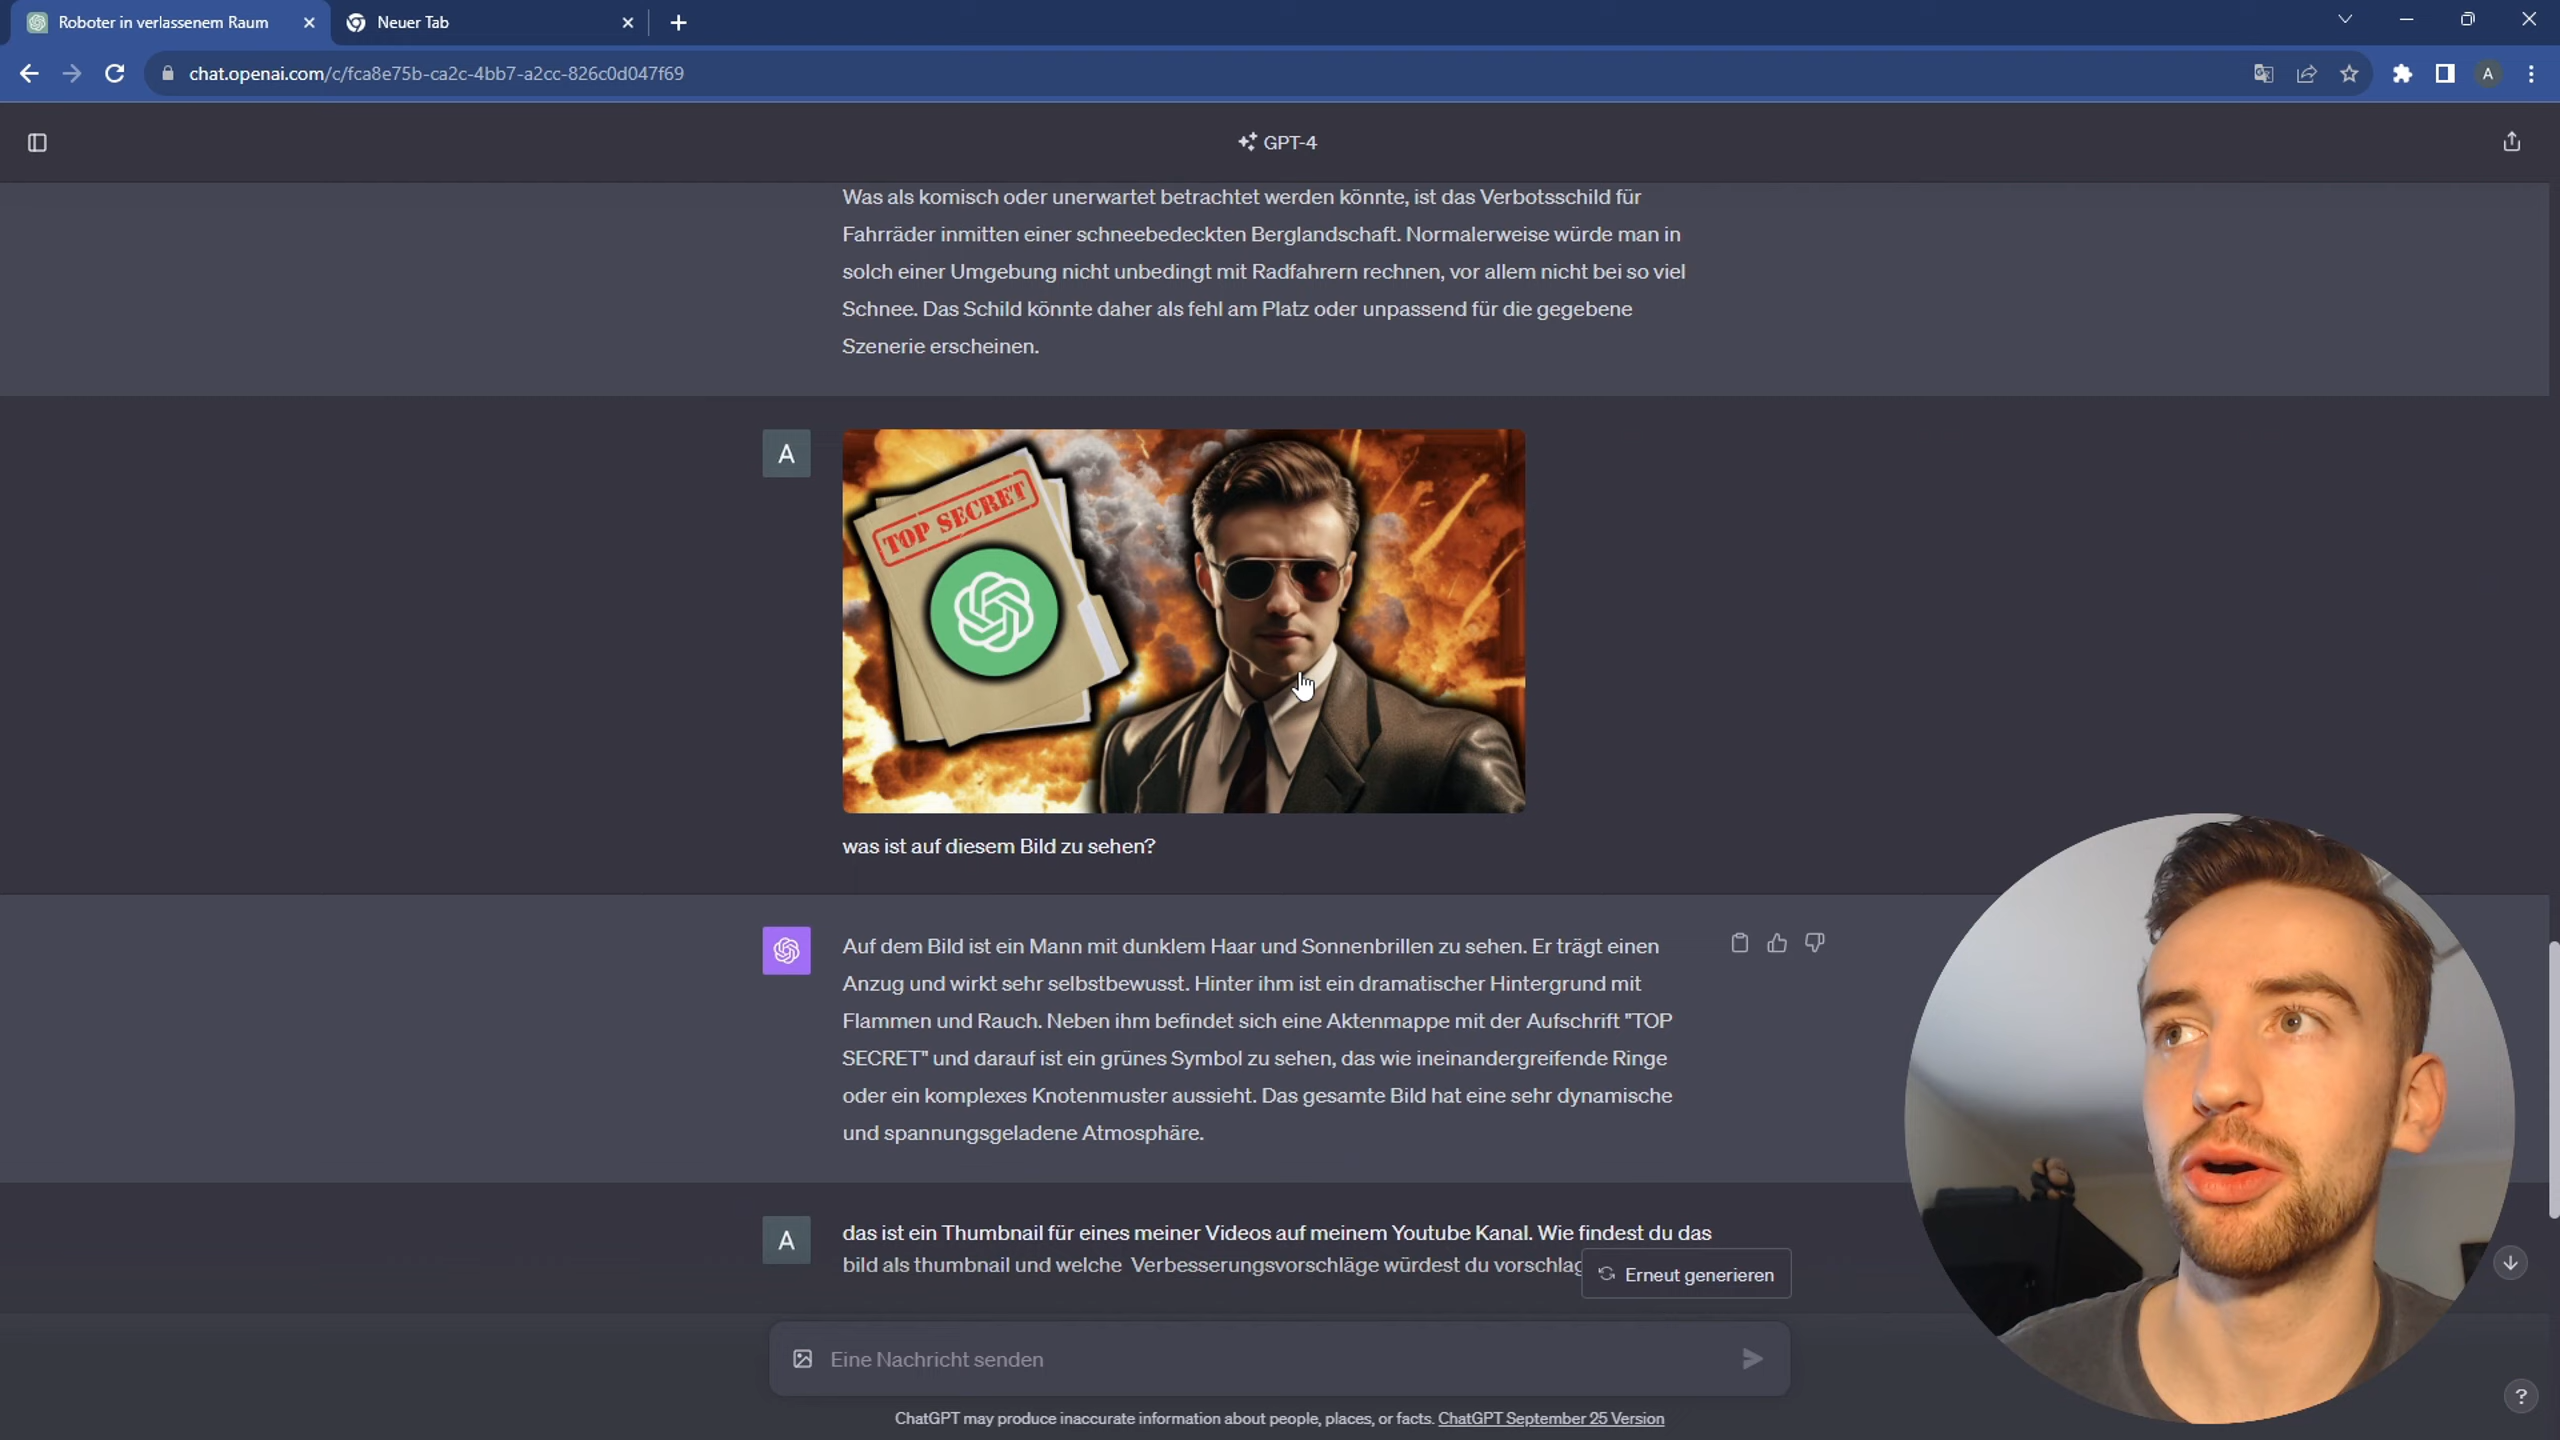 Roboter in verlassenem Raum
Neuer Tab
chat.openai.com/c/fca8e75b-ca2c-4bb7-a2cc-826c0d047f69
A
GPT-4
Was als komisch oder unerwartet betrachtet werden könnte, ist das Verbotsschild für
Fahrräder inmitten einer schneebedeckten Berglandschaft. Normalerweise würde man in
solch einer Umgebung nicht unbedingt mit Radfahrern rechnen, vor allem nicht bei so viel
Schnee. Das Schild könnte daher als fehl am Platz oder unpassend für die gegebene
Szenerie erscheinen.
A
TOP SECRET
was ist auf diesem Bild zu sehen?
Auf dem Bild ist ein Mann mit dunklem Haar und Sonnenbrillen zu sehen. Er trägt einen
Anzug und wirkt sehr selbstbewusst. Hinter ihm ist ein dramatischer Hintergrund mit
Flammen und Rauch. Neben ihm befindet sich eine Aktenmappe mit der Aufschrift "TOP
SECRET" und darauf ist ein grünes Symbol zu sehen, das wie ineinandergreifende Ringe
oder ein komplexes Knotenmuster aussieht. Das gesamte Bild hat eine sehr dynamische
und spannungsgeladene Atmosphäre.
A
das ist ein Thumbnail für eines meiner Videos auf meinem Youtube Kanal. Wie findest du das
bild als thumbnail und welche Verbesserungsvorschläge würdest du vorschlag
Erneut generieren
Eine Nachricht senden
ChatGPT may produce inaccurate information about people, places, or facts. ChatGPT September 25 Version
?